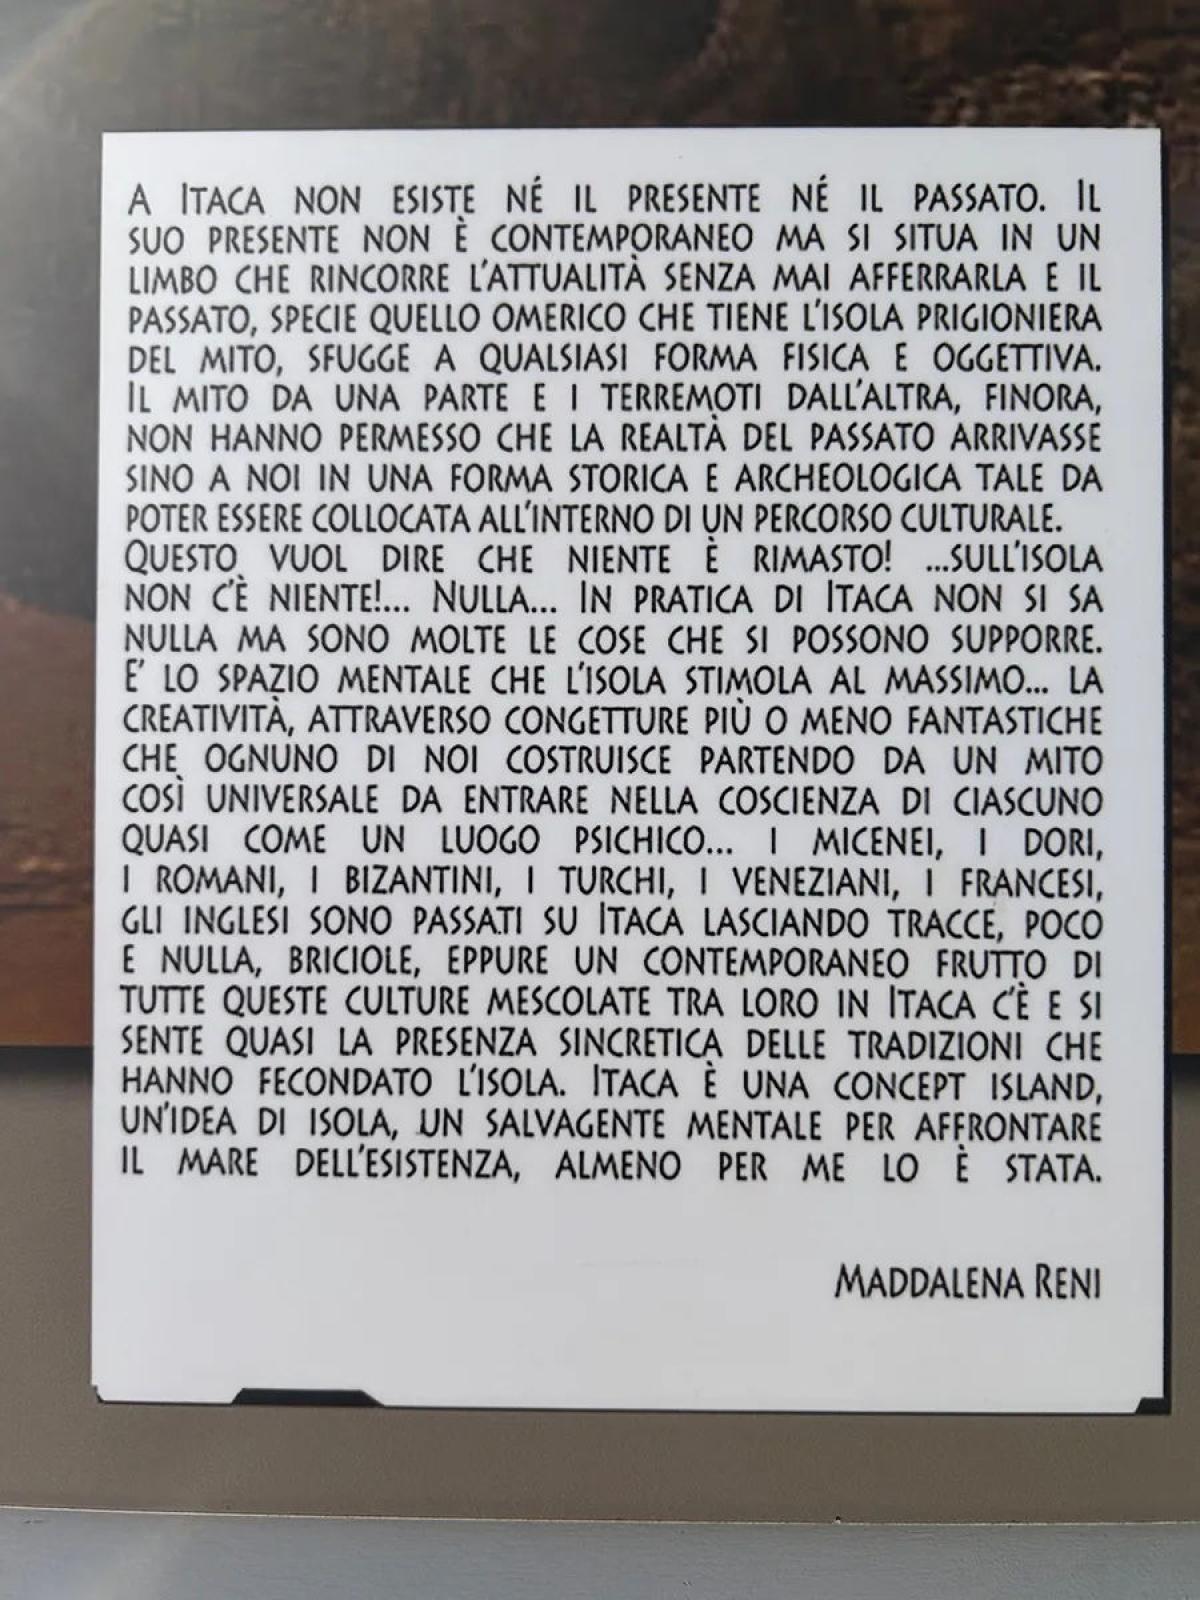 A ITACA NON ESISTE NÉ IL PRESENTE NÉ IL PASSATO. IL
SUO PRESENTE NON È CONTEMPORANEO MA SI SITUA IN UN
LIMBO CHE RINCORRE L'ATTUALITÀ SENZA MAI AFFERRARLA E IL
PASSATO, SPECIE QUELLO OMERICO CHE TIENE L'ISOLA PRIGIONIERA
DEL MITO, SFUGGE A QUALSIASI FORMA FISICA E OGGETTIVA.
IL MITO DA UNA PARTE E I TERREMOTI DALL'ALTRA, FINORA,
NON HANNO PERMESSO CHE LA REALTÀ DEL PASSATO ARRIVASSE
SINO A NOI IN UNA FORMA STORICA E ARCHEOLOGICA TALE DA
POTER ESSERE COLLOCATA ALL'INTERNO DI UN PERCORSO CULTURALE.
QUESTO VUOL DIRE CHE NIENTE È RIMASTO! ...SULL'ISOLA
NON C'È NIENTE!... NULLA... IN PRATICA DI ITACA NON SI SA
NULLA MA SONO MOLTE LE COSE CHE SI POSSONO SUPPORRE.
E' LO SPAZIO MENTALE CHE L'ISOLA STIMOLA AL MASSIMO... LA
CREATIVITÀ, ATTRAVERSO CONGETTURE PIÙ O MENO FANTASTICHE
CHE OGNUNO DI NOI COSTRUISCE PARTENDO DA UN MITO
COSÌ UNIVERSALE DA ENTRARE NELLA COSCIENZA DI CIASCUNO
QUASI COME UN LUOGO PSICHICO... I MICENEI, I DORI,
I ROMANI, I BIZANTINI, I TURCHI, I VENEZIANI, I FRANCESI,
GLI INGLESI SONO PASSATI SU ITACA LASCIANDO TRACCE, POCO
E NULLA, BRICIOLE, EPPURE UN CONTEMPORANEO FRUTTO DI
TUTTE QUESTE CULTURE MESCOLATE TRA LORO IN ITACA C'È E SI
SENTE QUASI LA PRESENZA SINCRETICA DELLE TRADIZIONI CHE
HANNO FECONDATO L'ISOLA. ITACA È UNA CONCEPT ISLAND,
UN'IDEA DI ISOLA, UN SALVAGENTE MENTALE PER AFFRONTARE
IL MARE DELL'ESISTENZA, ALMENO PER ME LO È STATA.
MADDALENA RENI